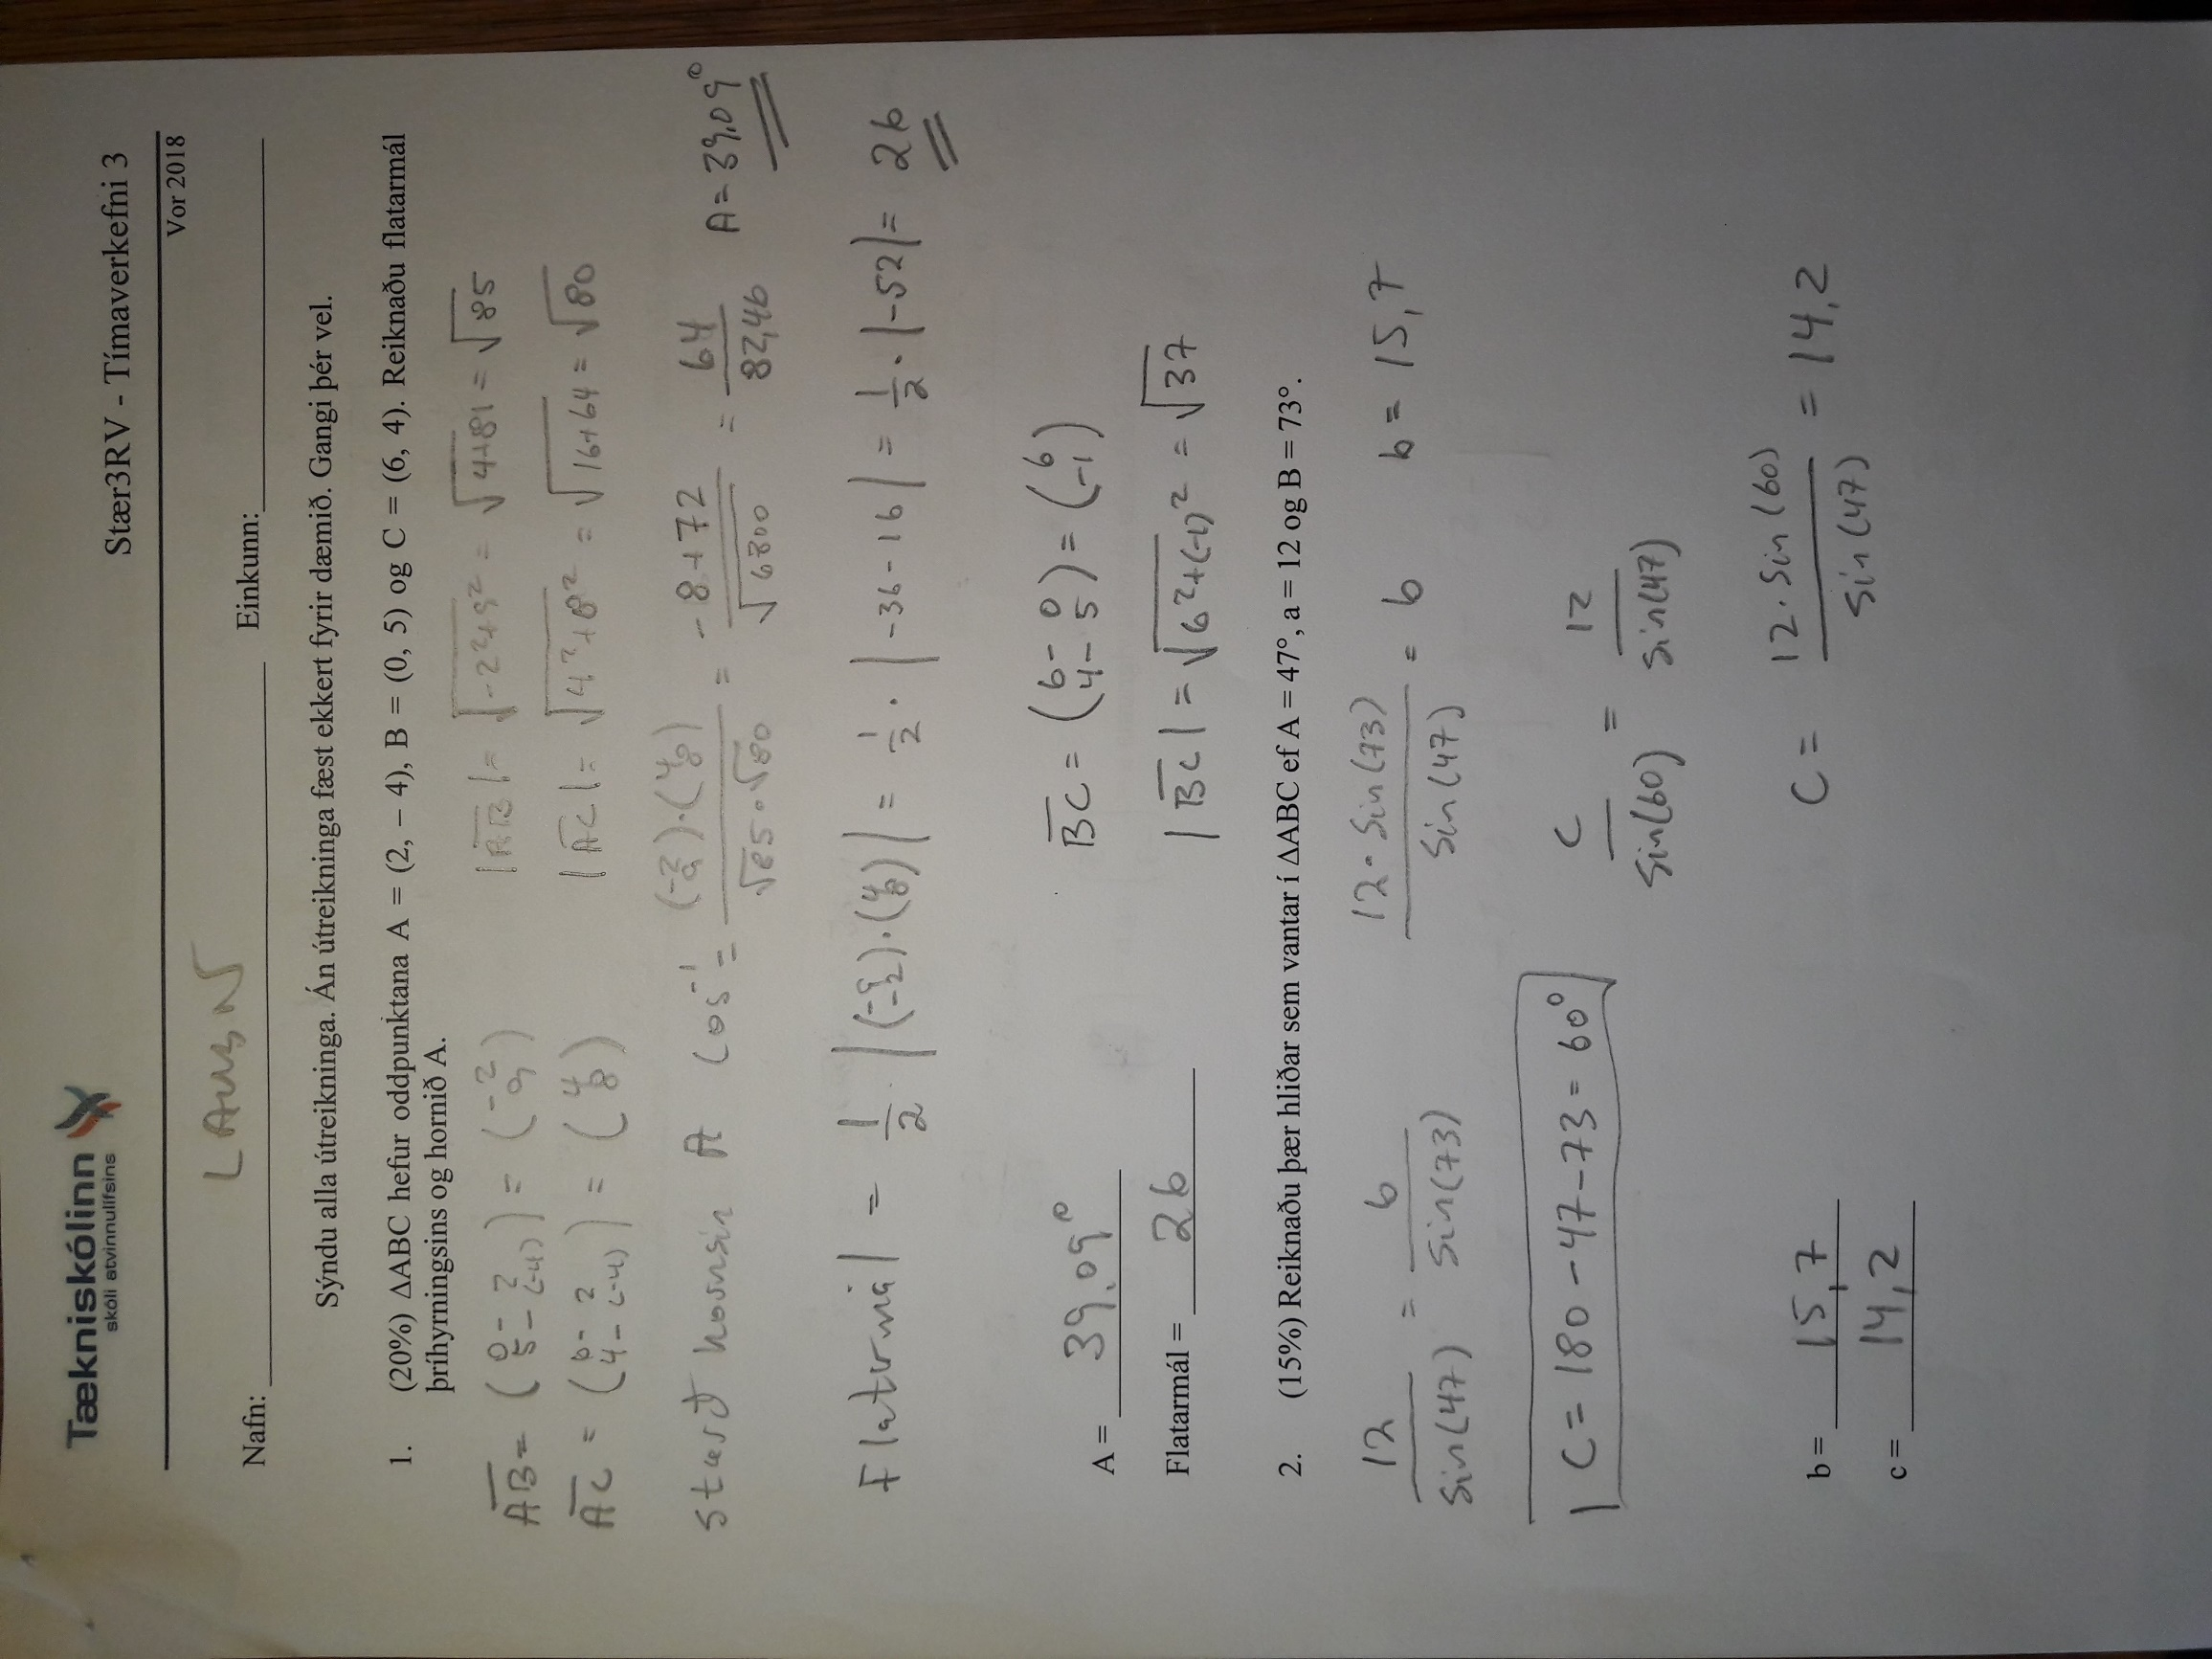 Tækniskólinn
skóli atvinnulífsins
Stær3RV - Tímaverkefni 3
Vor 2018
LAUSN
Nafn: Einkunn:
Sýndu alla útreikninga. Án útreikninga fæst ekkert fyrir dæmið. Gangi þér vel.
1. (20%) ΔABC hefur oddpunktana A = (2, – 4), B = (0, 5) og C = (6, 4). Reiknaðu flatarmál
þríhyrningsins og hornið A.
AB = (0-2 5-(-4)) = (-2 9) |AB| = √-2²+9² = √4+81 = √85
AC = (6-2 4-(-4)) = (4 8) |AC| = √4²+8² = √16+64 = √80
Stærð hornsin A Cos⁻¹ = (-2 9)·(4 8) / √85·√80 = -8+72 / √6800 = 64 / 82,46 A = 39,09°
Flaturmál = 1/2 · |(-9 -2)·(4 8)| = 1/2 · |-36-16| = 1/2 · |-52| = 26
BC = (6-0 4-5) = (6 -1)
A = 39,09°
|BC| = √6²+(-1)² = √37
Flatarmál = 26
2. (15%) Reiknaðu þær hliðar sem vantar í ΔABC ef A = 47°, a = 12 og B = 73°.
12 / Sin(47) = b / Sin(73) 12·Sin(73) / Sin(47) = b b = 15,7
C = 180-47-73 = 60° C / Sin(60) = 12 / Sin(47)
C = 12·Sin(60) / Sin(47) = 14,2
b = 15,7
c = 14,2